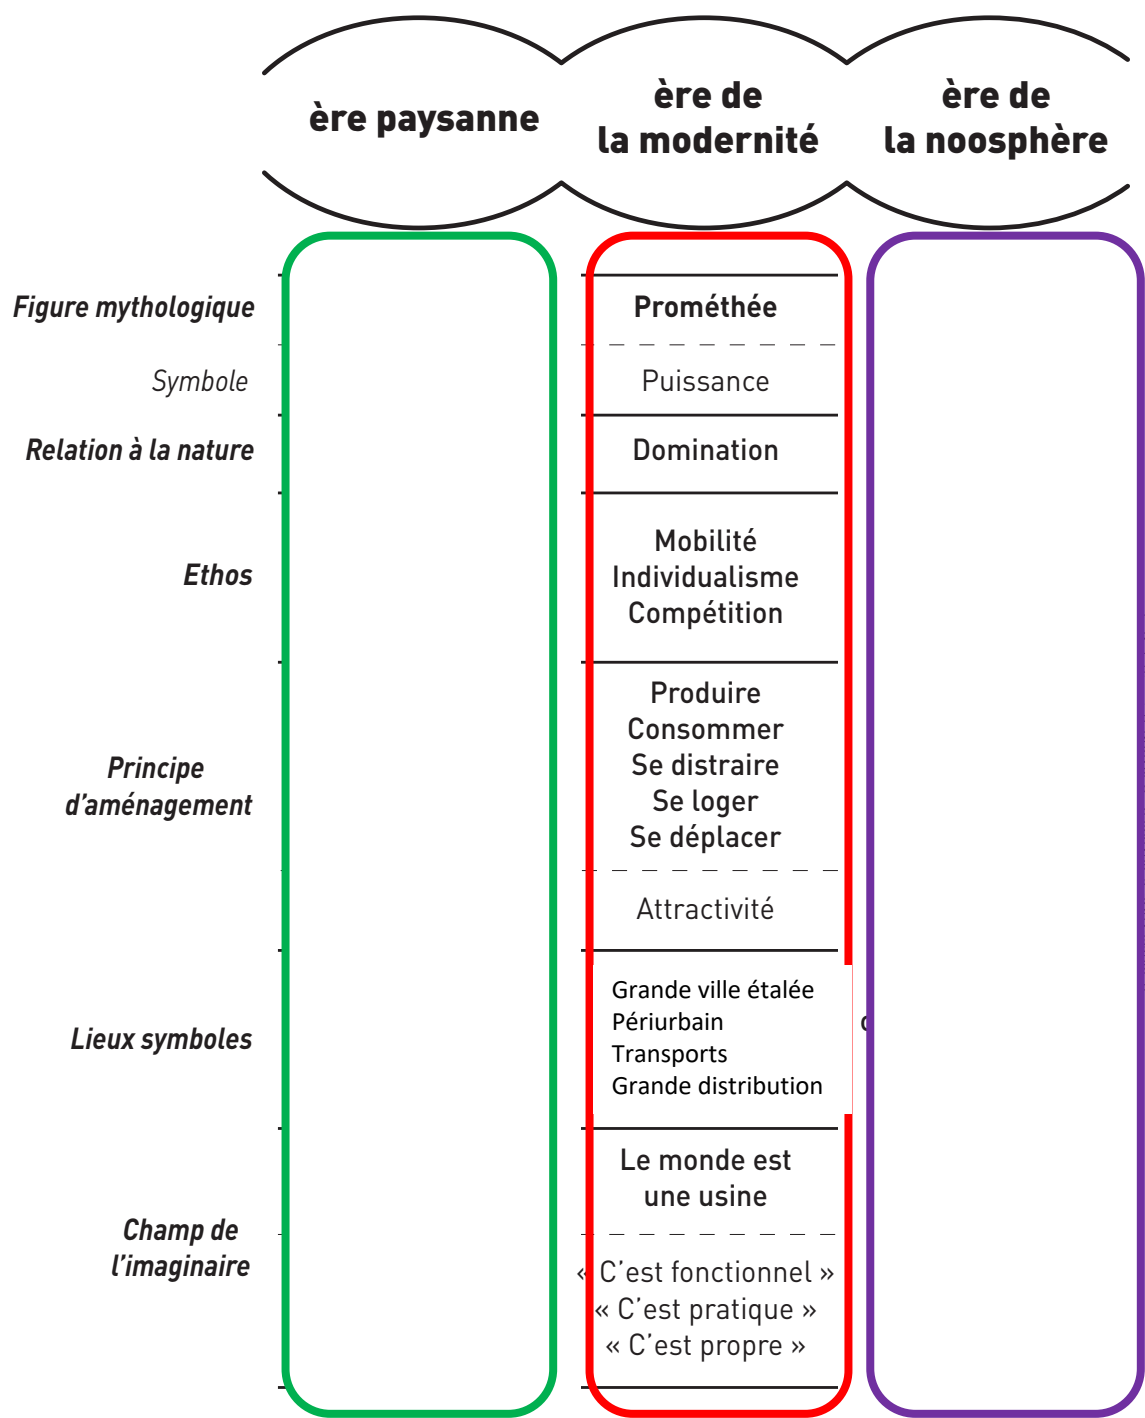 ère paysanne
ère de
la modernité
ère de
la noosphère
Figure mythologique
Prométhée
Symbole
Puissance
Relation à la nature
Domination
Ethos
Mobilité
Individualisme
Compétition
Principe
d'aménagement
Produire
Consommer
Se distraire
Se loger
Se déplacer
Attractivité
Lieux symboles
Grande ville étalée
Périurbain
Transports
Grande distribution
Champ de
l'imaginaire
Le monde est
une usine
« C'est fonctionnel »
« C'est pratique »
« C'est propre »